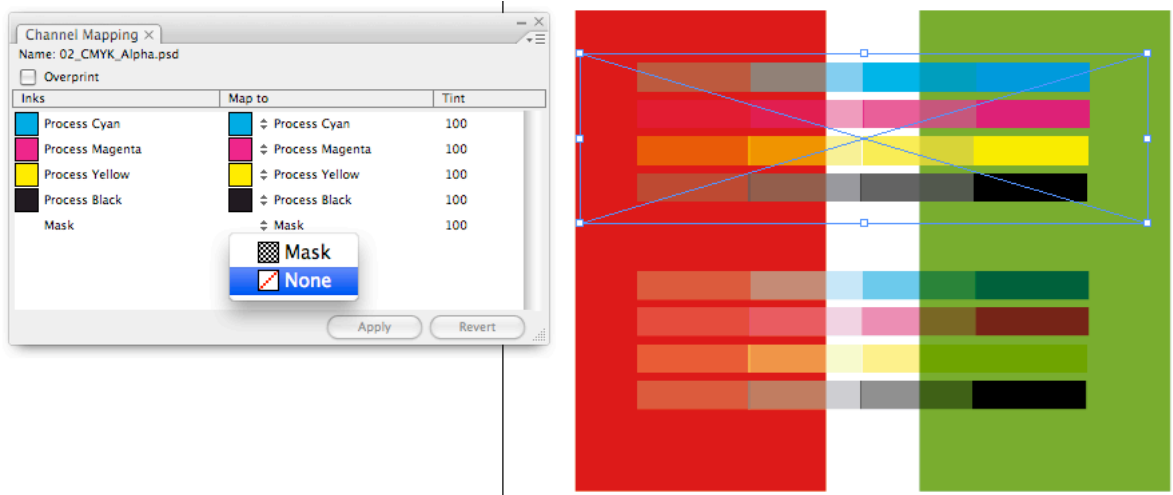 Channel Mapping ×
Name: 02_CMYK_Alpha.psd
Overprint
Inks Map to Tint
Process Cyan Process Cyan 100
Process Magenta Process Magenta 100
Process Yellow Process Yellow 100
Process Black Process Black 100
Mask Mask 100
Mask
None
Apply Revert